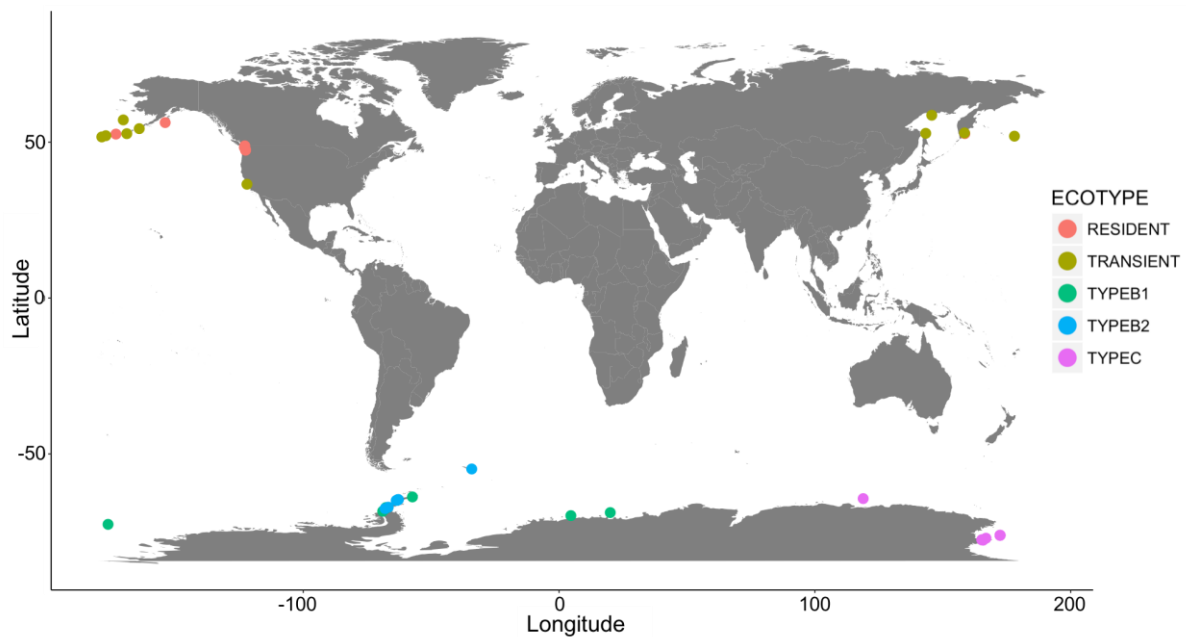 50
0
-50
Latitude
-100
0
100
200
Longitude
ECOTYPE
RESIDENT
TRANSIENT
TYPEB1
TYPEB2
TYPEC